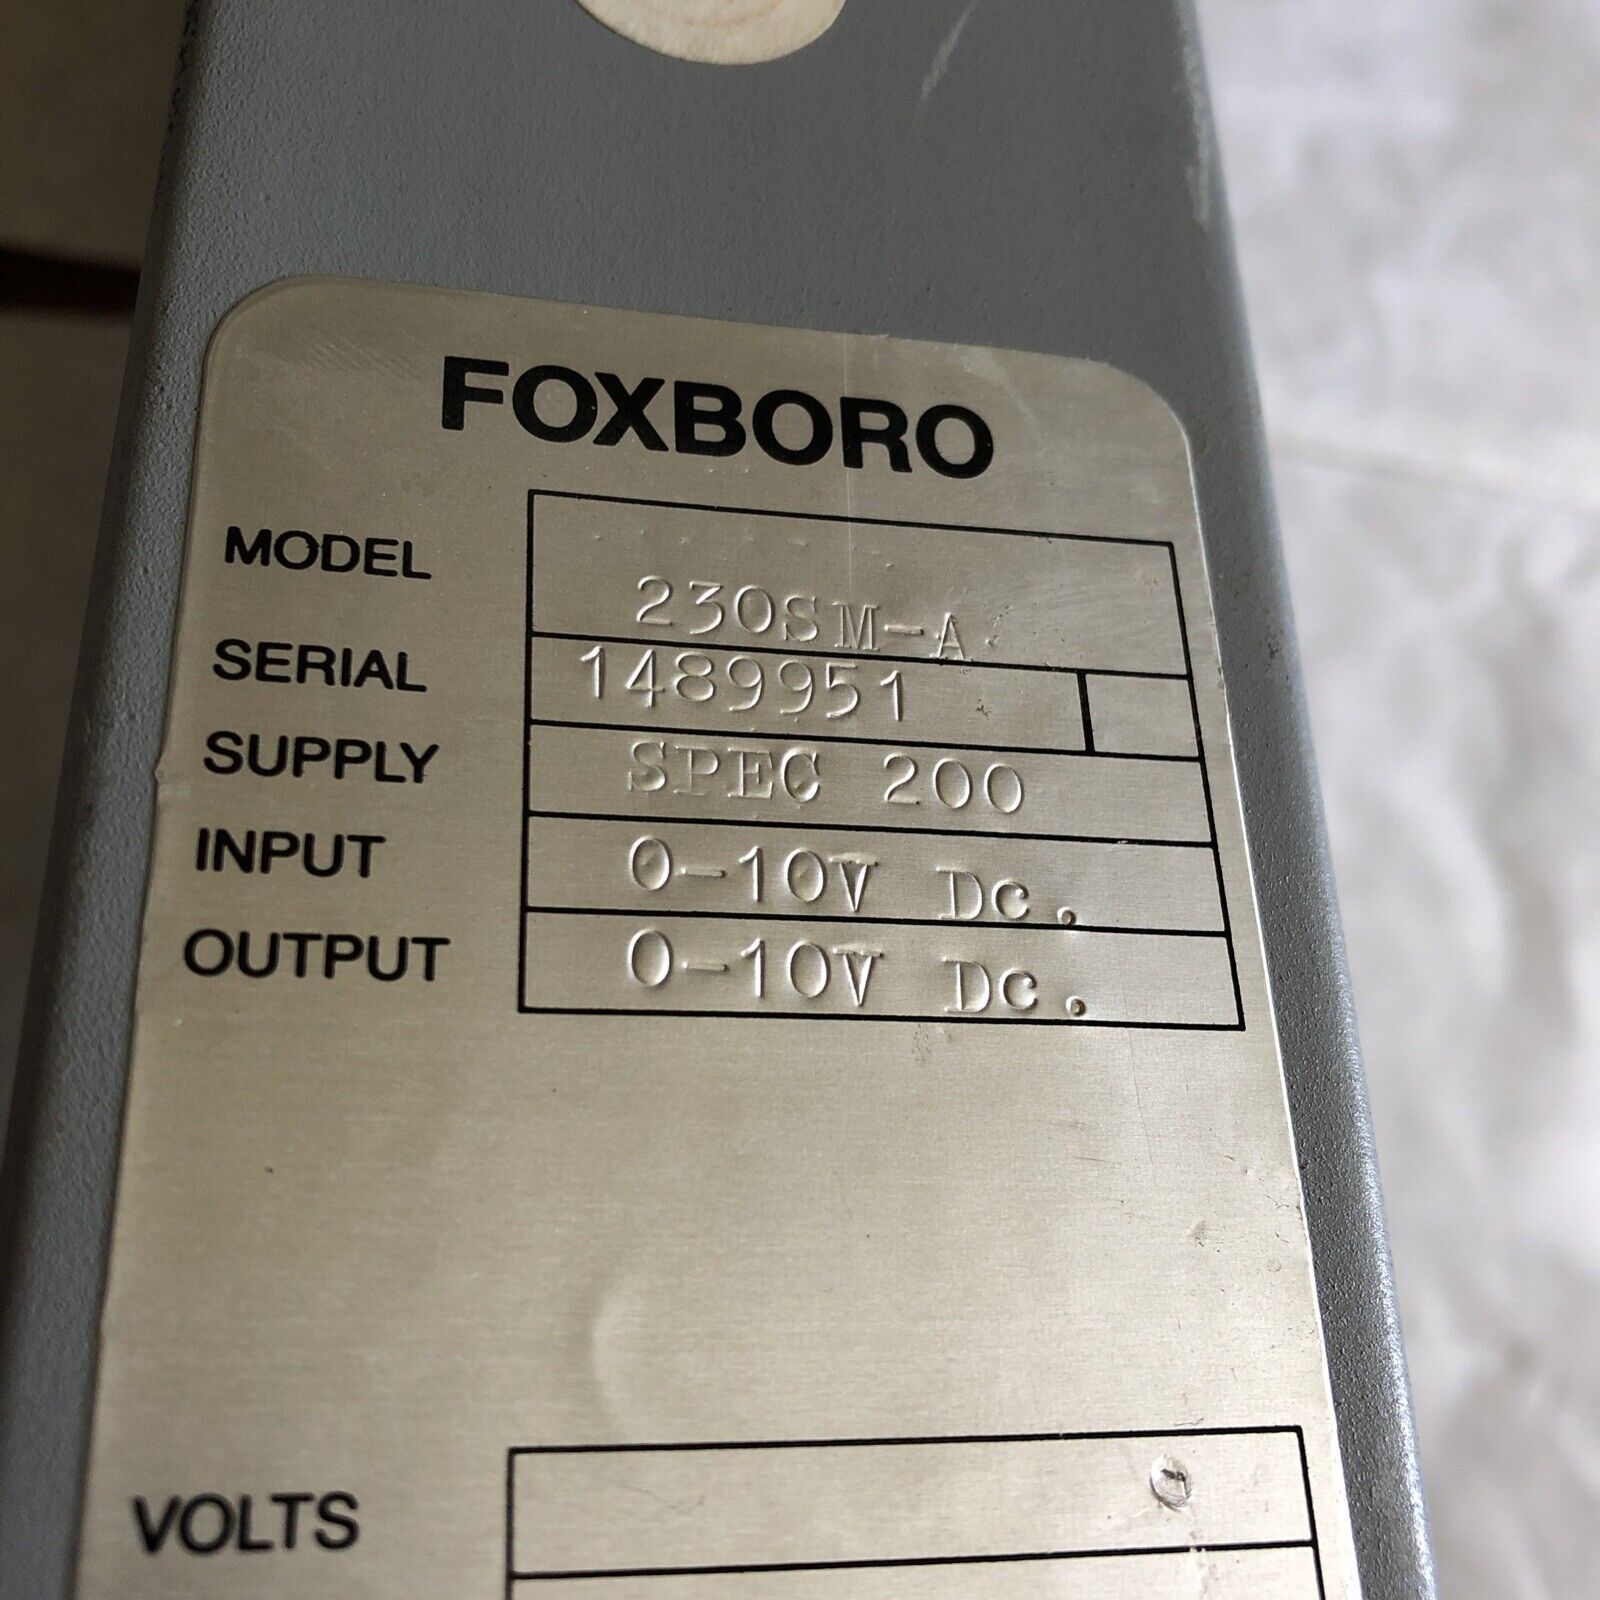 FOXBORO
MODEL 230SM-A
SERIAL 1489951
SUPPLY SPEC 200
INPUT 0-10V Dc.
OUTPUT 0-10V Dc.
VOLTS